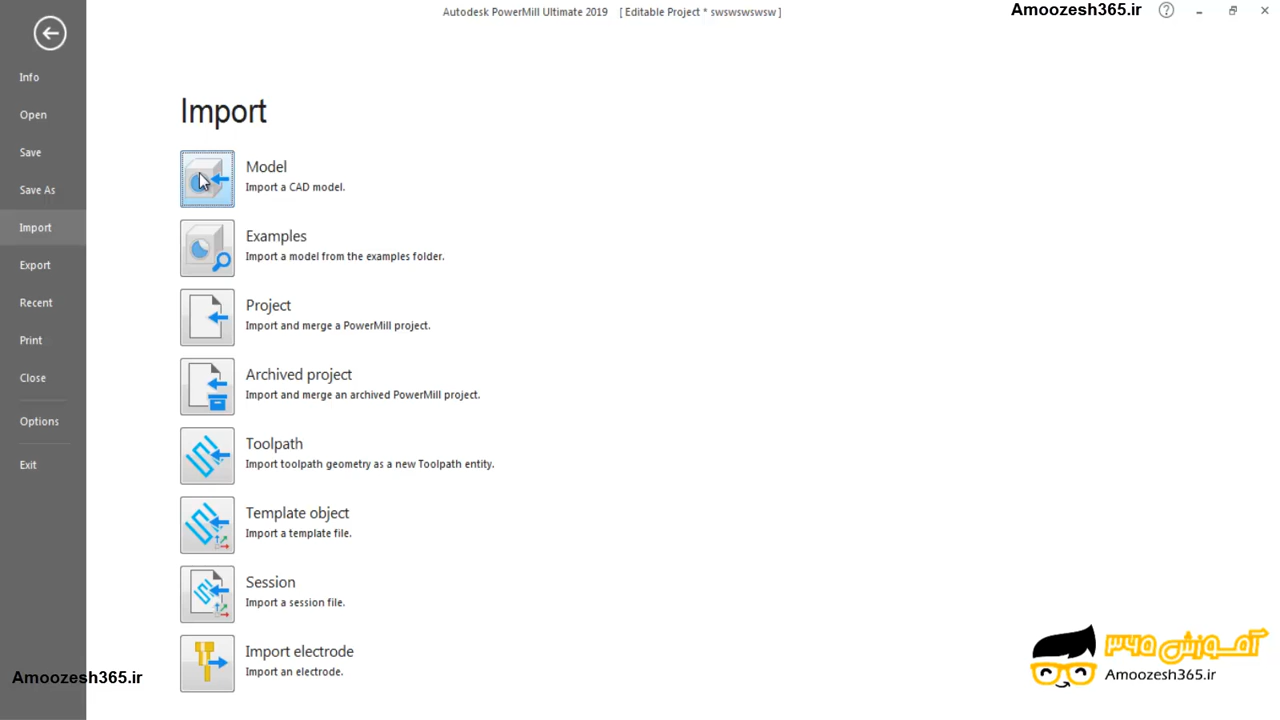 Autodesk PowerMill Ultimate 2019 [ Editable Project * swswswswsw ]
Amoozesh365.ir
Info
Open
Save
Save As
Import
Export
Recent
Print
Close
Options
Exit
Import
Model
Import a CAD model.
Examples
Import a model from the examples folder.
Project
Import and merge a PowerMill project.
Archived project
Import and merge an archived PowerMill project.
Toolpath
Import toolpath geometry as a new Toolpath entity.
Template object
Import a template file.
Session
Import a session file.
Import electrode
Import an electrode.
Amoozesh365.ir
آموزش ۳۶۵
Amoozesh365.ir